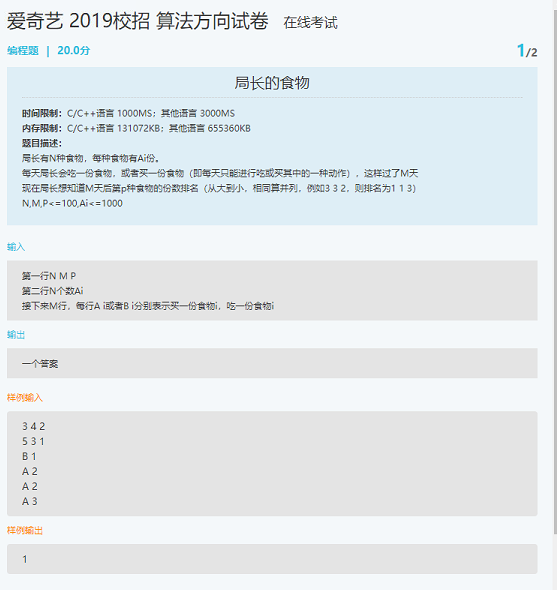 爱奇艺 2019校招 算法方向试卷 在线考试
编程题 | 20.0分 1/2
局长的食物
时间限制：C/C++语言 1000MS；其他语言 3000MS
内存限制：C/C++语言 131072KB；其他语言 655360KB
题目描述：
局长有N种食物，每种食物有Ai份。
每天局长会吃一份食物，或者买一份食物（即每天只能进行吃或买其中的一种动作），这样过了M天
现在局长想知道M天后第p种食物的份数排名（从大到小，相同算并列，例如3 3 2，则排名为1 1 3）
N,M,P<=100,Ai<=1000
输入
第一行N M P
第二行N个数Ai
接下来M行，每行A i或者B i分别表示买一份食物i，吃一份食物i
输出
一个答案
样例输入
3 4 2
5 3 1
B 1
A 2
A 2
A 3
样例输出
1